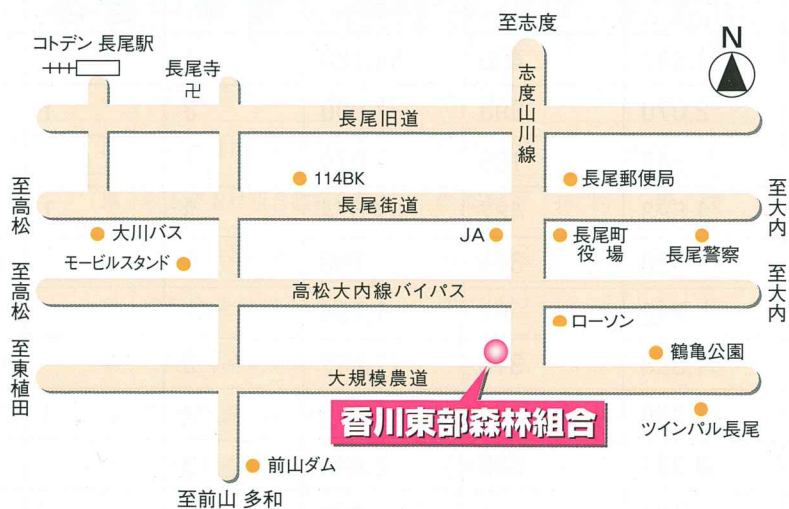 至志度
N
コトデン 長尾駅
長尾寺
卍
志度山川線
長尾旧道
114BK
長尾郵便局
至高松
長尾街道
至大内
大川バス
JA
長尾町
役 場
長尾警察
モービルスタンド
至高松
高松大内線バイパス
至大内
ローソン
鶴亀公園
至東植田
大規模農道
香川東部森林組合
ツインパル長尾
前山ダム
至前山 多和